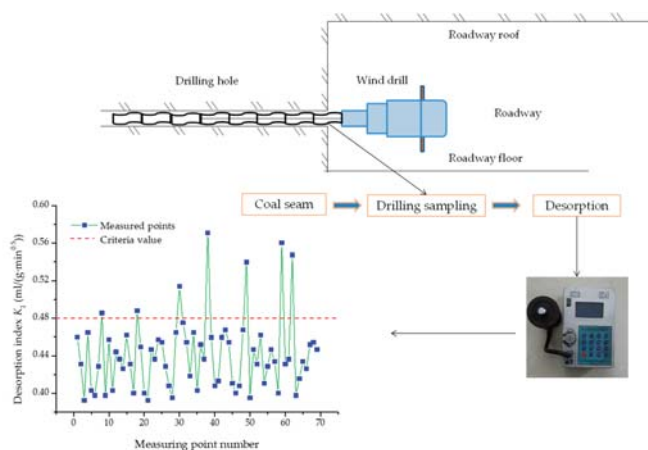 Roadway roof
Drilling hole
Wind drill
Roadway
Roadway floor
Coal seam
Drilling sampling
Desorption
Measured points
Criteria value
Desorption index K₁ (ml/(g·min⁰·⁵))
0.60
0.56
0.52
0.48
0.44
0.40
0
10
20
30
40
50
60
70
Measuring point number